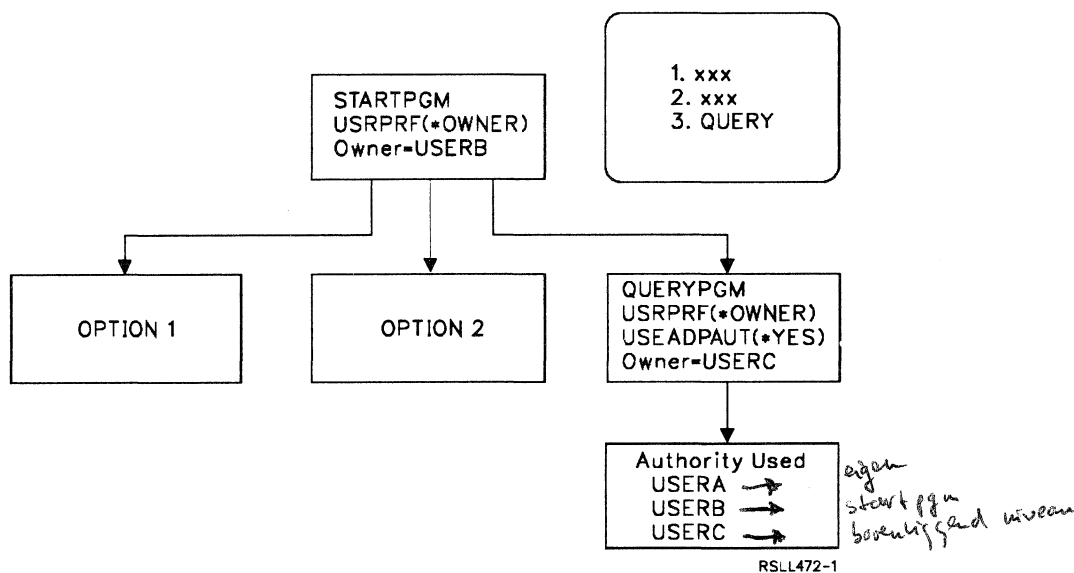 1. xxx
2. xxx
3. QUERY
STARTPGM
USRPRF(*OWNER)
Owner=USERB
OPTION 1
OPTION 2
QUERYPGM
USRPRF(*OWNER)
USEADPAUT(*YES)
Owner=USERC
Authority Used
USERA → eigen
USERB → startpgm
USERC → bovenliggend niveau
RSLL472-1